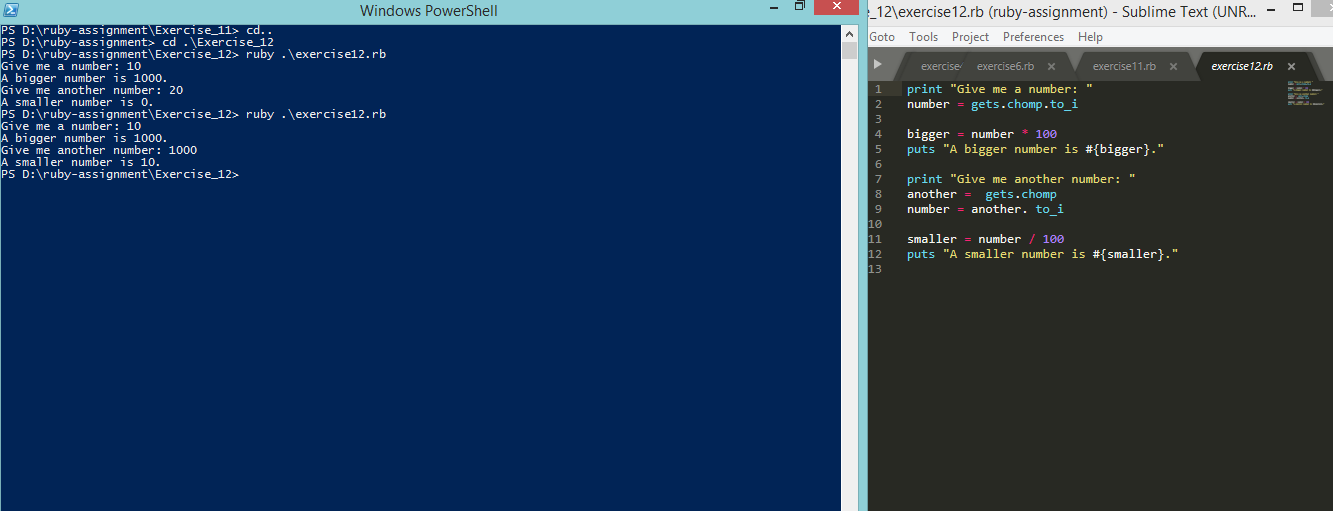 Windows PowerShell
PS D:\ruby-assignment\Exercise_11> cd..
PS D:\ruby-assignment> cd .\Exercise_12
PS D:\ruby-assignment\Exercise_12> ruby .\exercise12.rb
Give me a number: 10
A bigger number is 1000.
Give me another number: 20
A smaller number is 0.
PS D:\ruby-assignment\Exercise_12> ruby .\exercise12.rb
Give me a number: 10
A bigger number is 1000.
Give me another number: 1000
A smaller number is 10.
PS D:\ruby-assignment\Exercise_12>
e_12\exercise12.rb (ruby-assignment) - Sublime Text (UNR...
Goto Tools Project Preferences Help
exercise exercise6.rb exercise11.rb exercise12.rb
1 print "Give me a number: "
2 number = gets.chomp.to_i
3
4 bigger = number * 100
5 puts "A bigger number is #{bigger}."
6
7 print "Give me another number: "
8 another =  gets.chomp
9 number = another. to_i
10
11 smaller = number / 100
12 puts "A smaller number is #{smaller}."
13